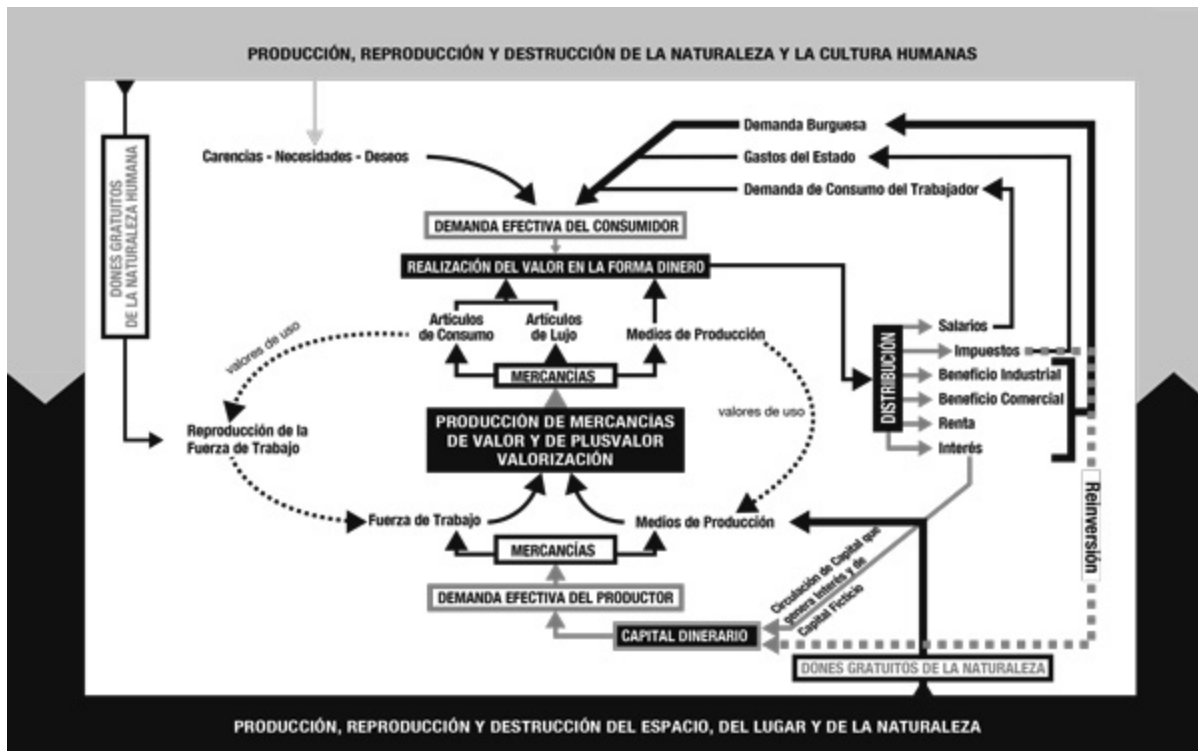 PRODUCCIÓN, REPRODUCCIÓN Y DESTRUCCIÓN DE LA NATURALEZA Y LA CULTURA HUMANAS
DONES GRATUITOS
DE LA NATURALEZA HUMANA
Carencias - Necesidades - Deseos
Demanda Burguesa
Gastos del Estado
Demanda de Consumo del Trabajador
DEMANDA EFECTIVA DEL CONSUMIDOR
REALIZACIÓN DEL VALOR EN LA FORMA DINERO
Artículos
de Consumo
Artículos
de Lujo
Medios de Producción
MERCANCÍAS
valores de uso
valores de uso
PRODUCCIÓN DE MERCANCÍAS
DE VALOR Y DE PLUSVALOR
VALORIZACIÓN
Reproducción de la
Fuerza de Trabajo
DISTRIBUCIÓN
Salarios
Impuestos
Beneficio Industrial
Beneficio Comercial
Renta
Interés
Reinversión
Fuerza de Trabajo
Medios de Producción
MERCANCÍAS
DEMANDA EFECTIVA DEL PRODUCTOR
CAPITAL DINERARIO
Circulación de Capital que
genera Interés y de
Capital Ficticio
DONES GRATUITOS DE LA NATURALEZA
PRODUCCIÓN, REPRODUCCIÓN Y DESTRUCCIÓN DEL ESPACIO, DEL LUGAR Y DE LA NATURALEZA